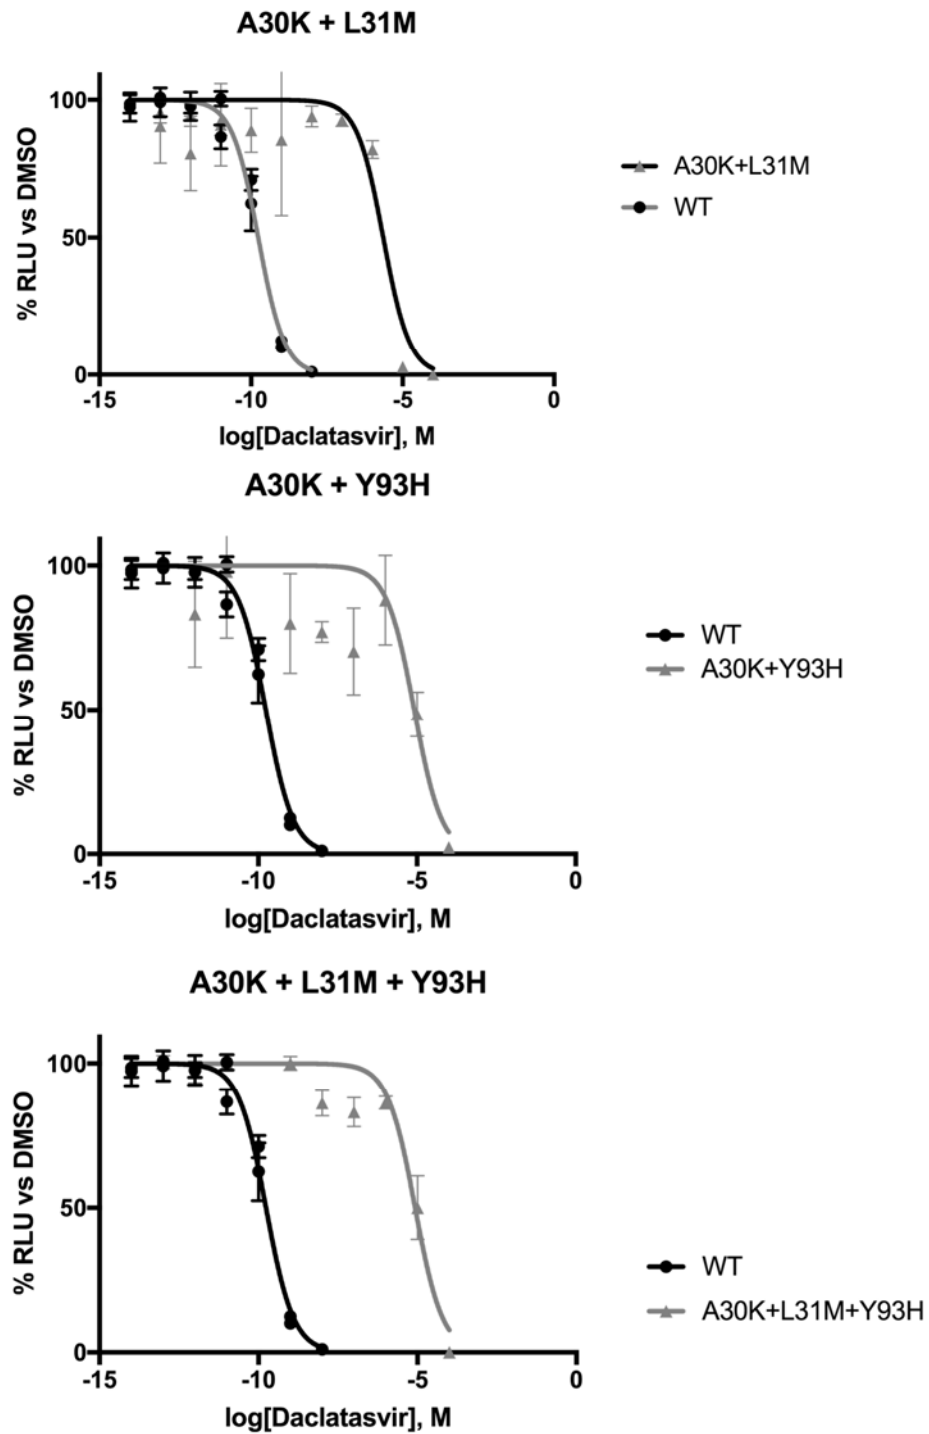 A30K + L31M
% RLU vs DMSO
100
50
0
-15 -10 -5 0
log[Daclatasvir], M
A30K+L31M
WT
A30K + Y93H
% RLU vs DMSO
100
50
0
-15 -10 -5 0
log[Daclatasvir], M
WT
A30K+Y93H
A30K + L31M + Y93H
% RLU vs DMSO
100
50
0
-15 -10 -5 0
log[Daclatasvir], M
WT
A30K+L31M+Y93H